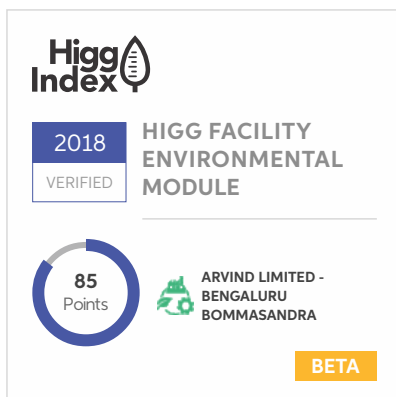 Higg
Index
2018
VERIFIED
HIGG FACILITY
ENVIRONMENTAL
MODULE
85
Points
ARVIND LIMITED -
BENGALURU
BOMMASANDRA
BETA